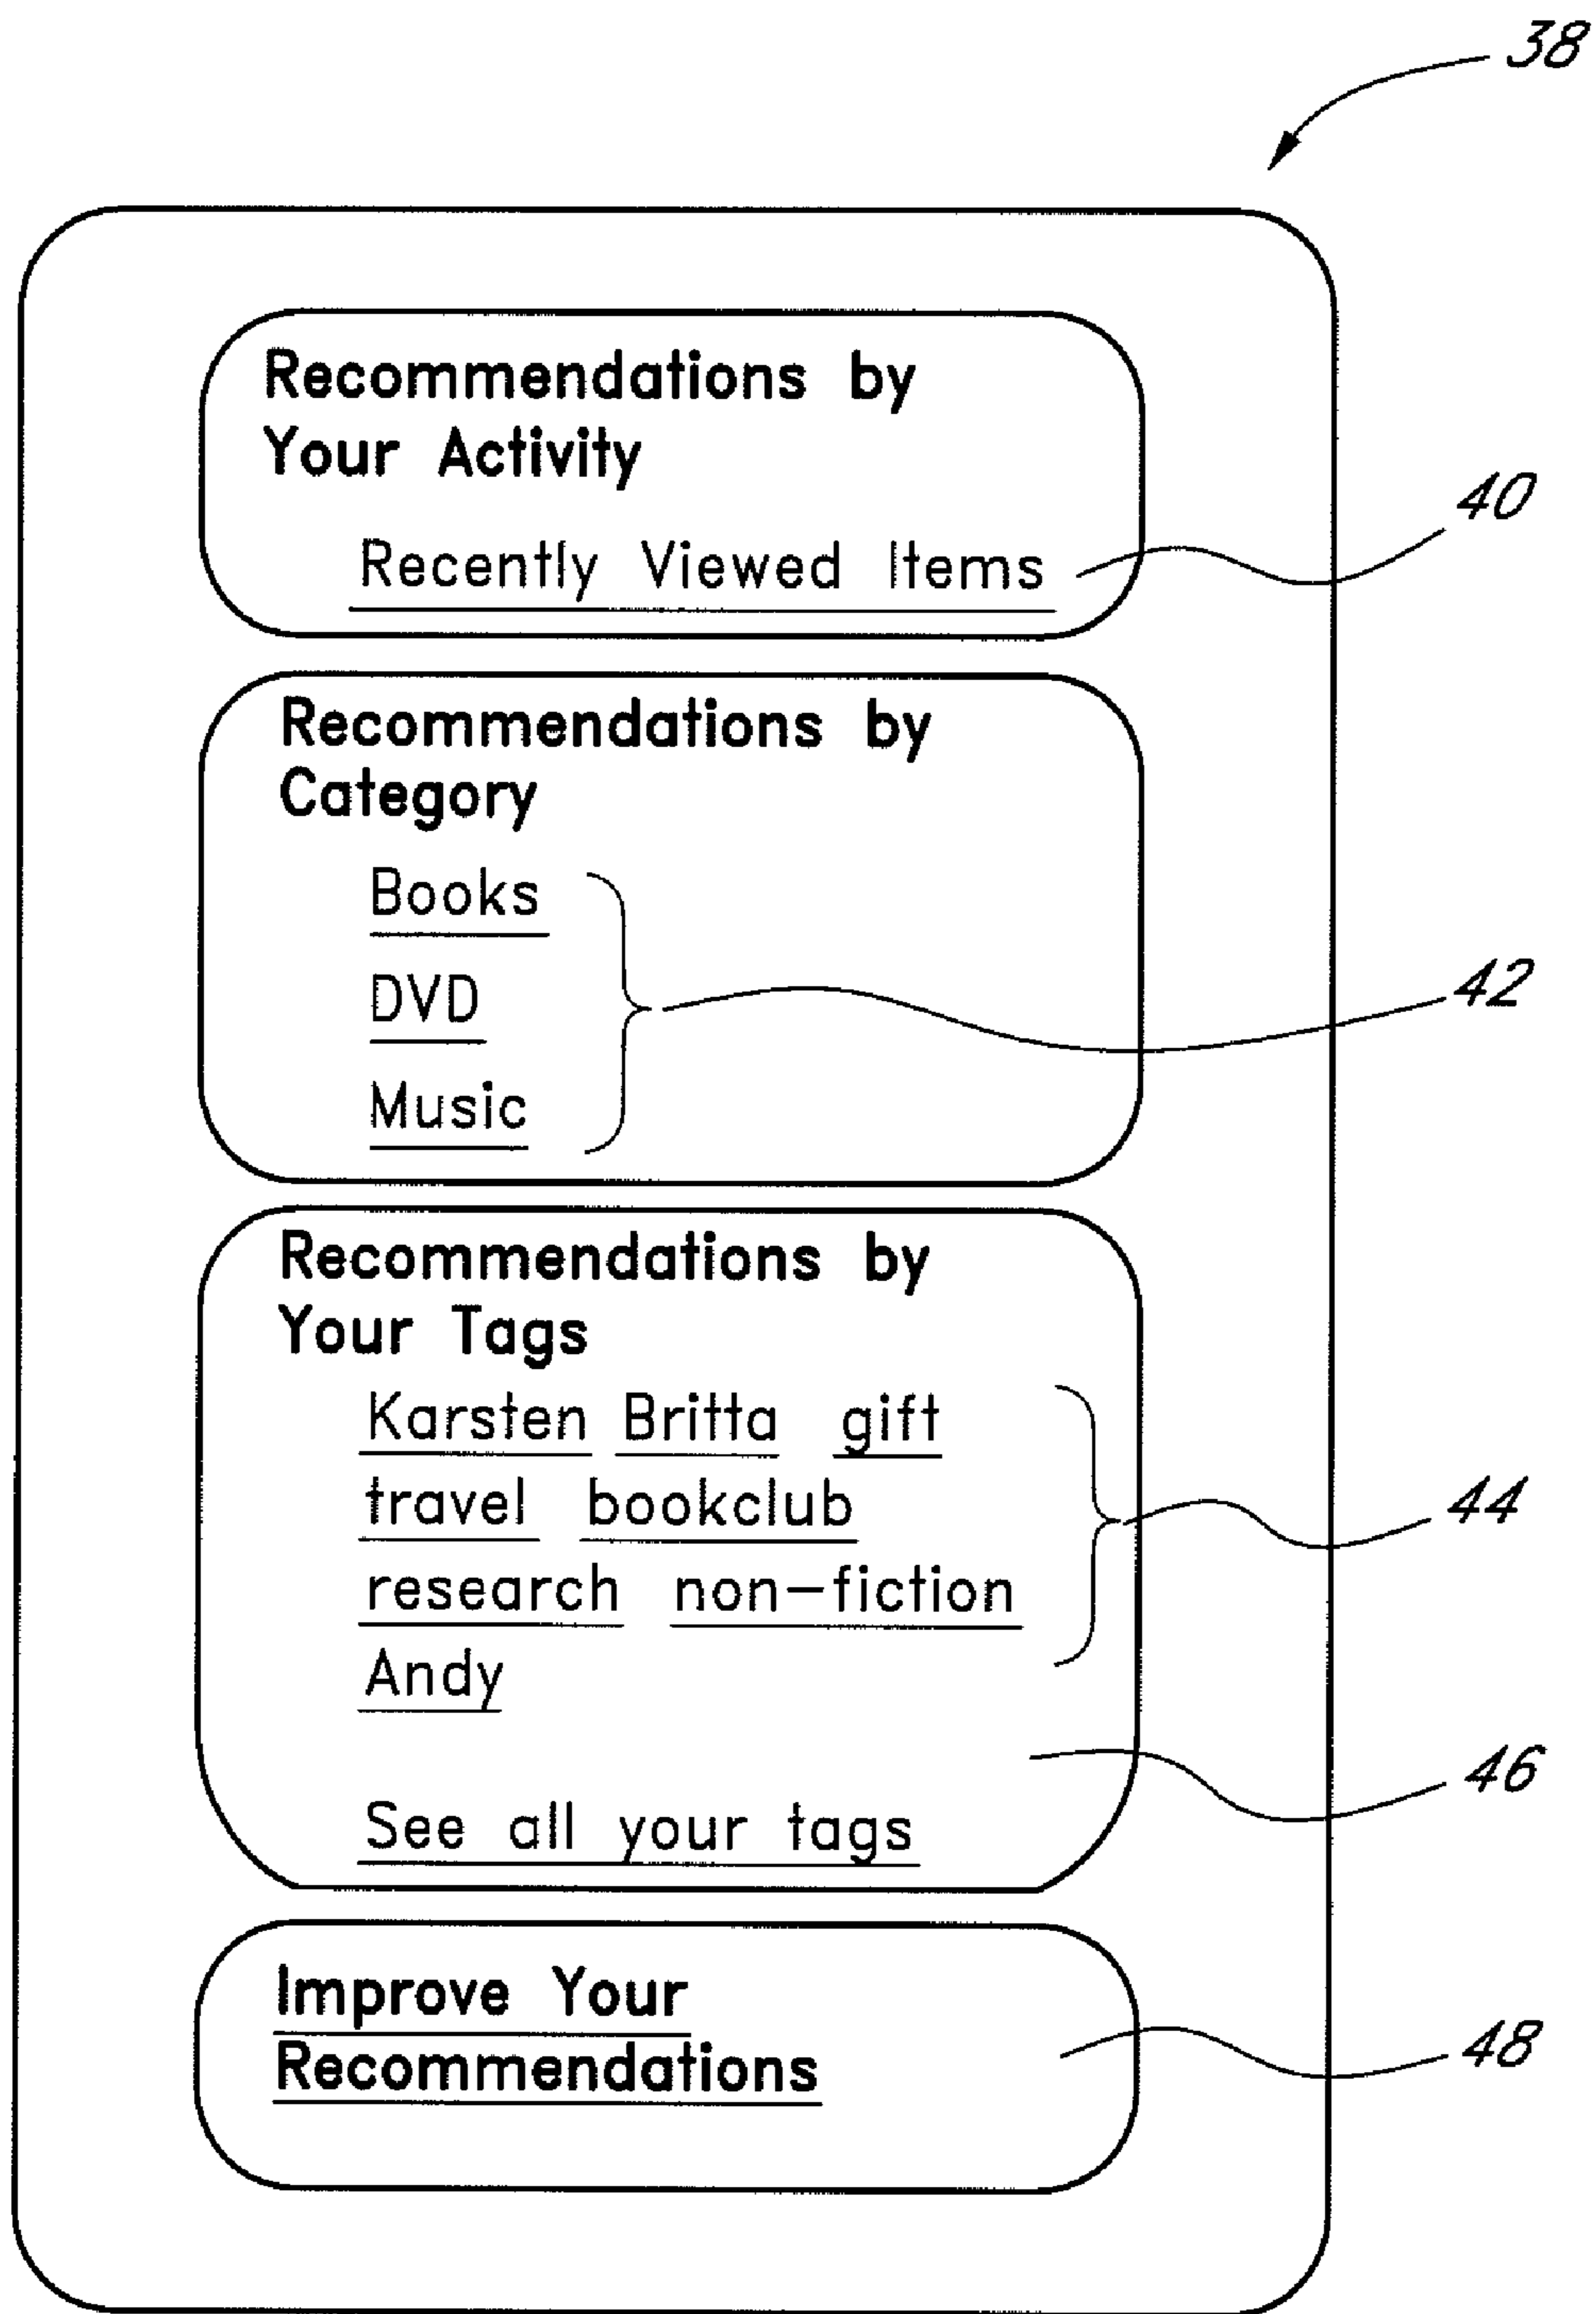 38
Recommendations by
Your Activity
Recently Viewed Items
40
Recommendations by
Category
Books
DVD
42
Music
Recommendations by
Your Tags
Karsten Britta gift
travel bookclub
44
research non-fiction
Andy
46
See all your tags
Improve Your
Recommendations
48